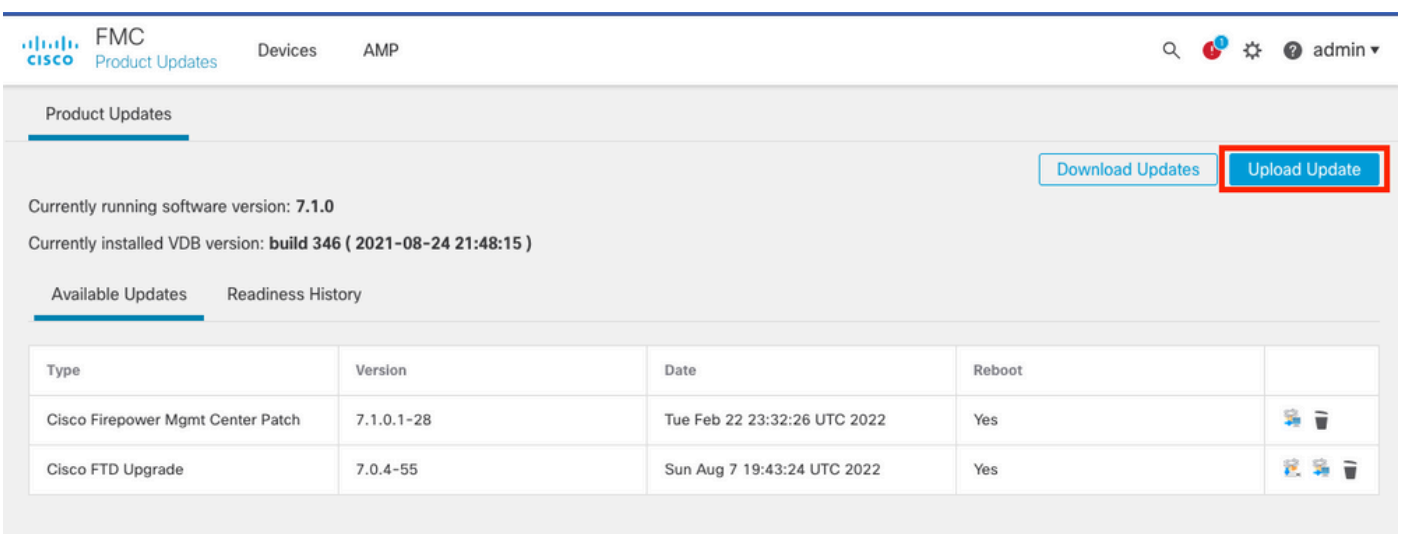 FMC
CISCO Product Updates Devices AMP 1 ? admin
Product Updates
Download Updates Upload Update
Currently running software version: 7.1.0
Currently installed VDB version: build 346 ( 2021-08-24 21:48:15 )
Available Updates Readiness History
Type Version Date Reboot
Cisco Firepower Mgmt Center Patch 7.1.0.1-28 Tue Feb 22 23:32:26 UTC 2022 Yes
Cisco FTD Upgrade 7.0.4-55 Sun Aug 7 19:43:24 UTC 2022 Yes